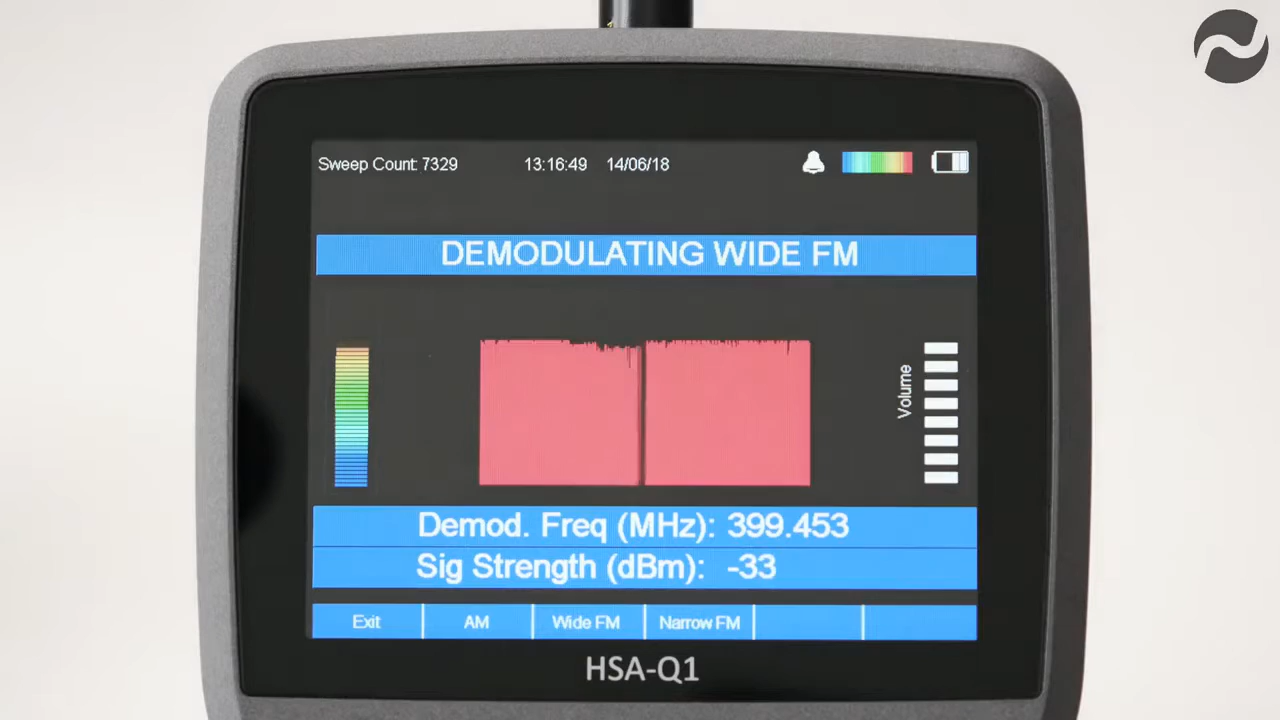 Sweep Count: 7329 13:16:49 14/06/18
DEMODULATING WIDE FM
Volume
Demod. Freq (MHz): 399.453
Sig Strength (dBm): -33
Exit AM Wide FM Narrow FM
HSA-Q1